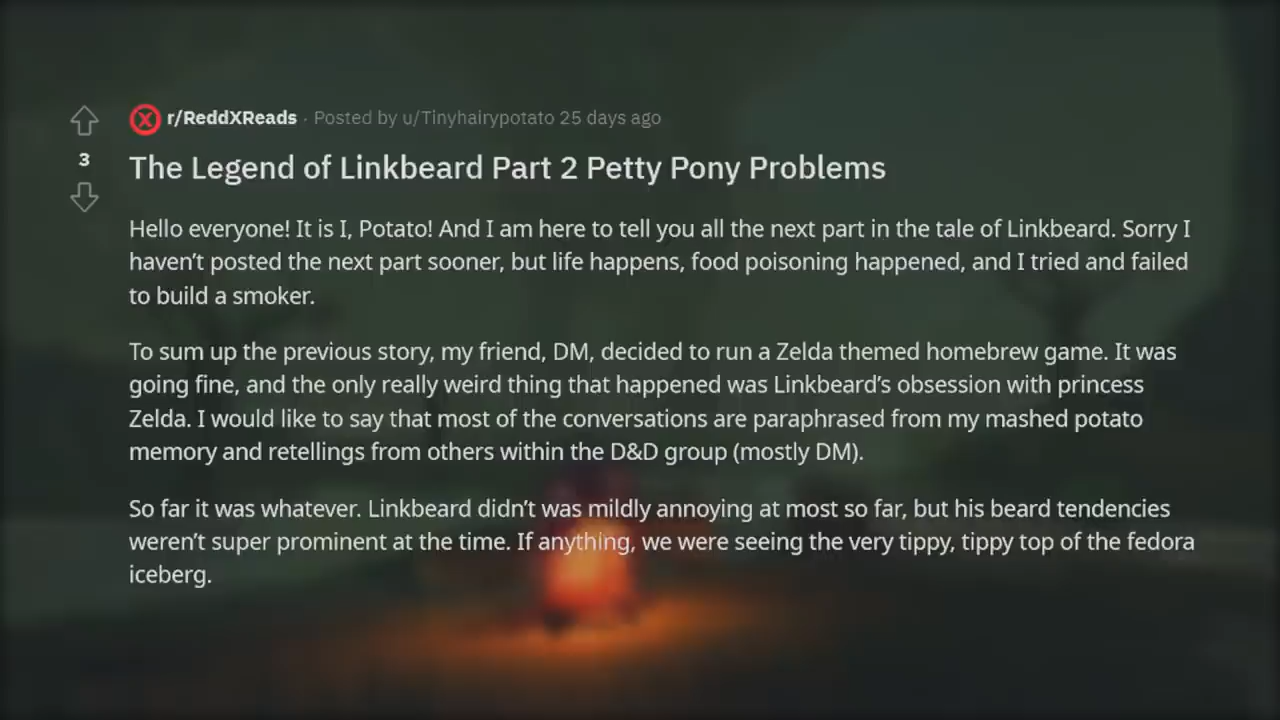 r/ReddXReads · Posted by u/Tinyhairypotato 25 days ago
3
The Legend of Linkbeard Part 2 Petty Pony Problems
Hello everyone! It is I, Potato! And I am here to tell you all the next part in the tale of Linkbeard. Sorry I
haven’t posted the next part sooner, but life happens, food poisoning happened, and I tried and failed
to build a smoker.
To sum up the previous story, my friend, DM, decided to run a Zelda themed homebrew game. It was
going fine, and the only really weird thing that happened was Linkbeard’s obsession with princess
Zelda. I would like to say that most of the conversations are paraphrased from my mashed potato
memory and retellings from others within the D&D group (mostly DM).
So far it was whatever. Linkbeard didn’t was mildly annoying at most so far, but his beard tendencies
weren’t super prominent at the time. If anything, we were seeing the very tippy, tippy top of the fedora
iceberg.